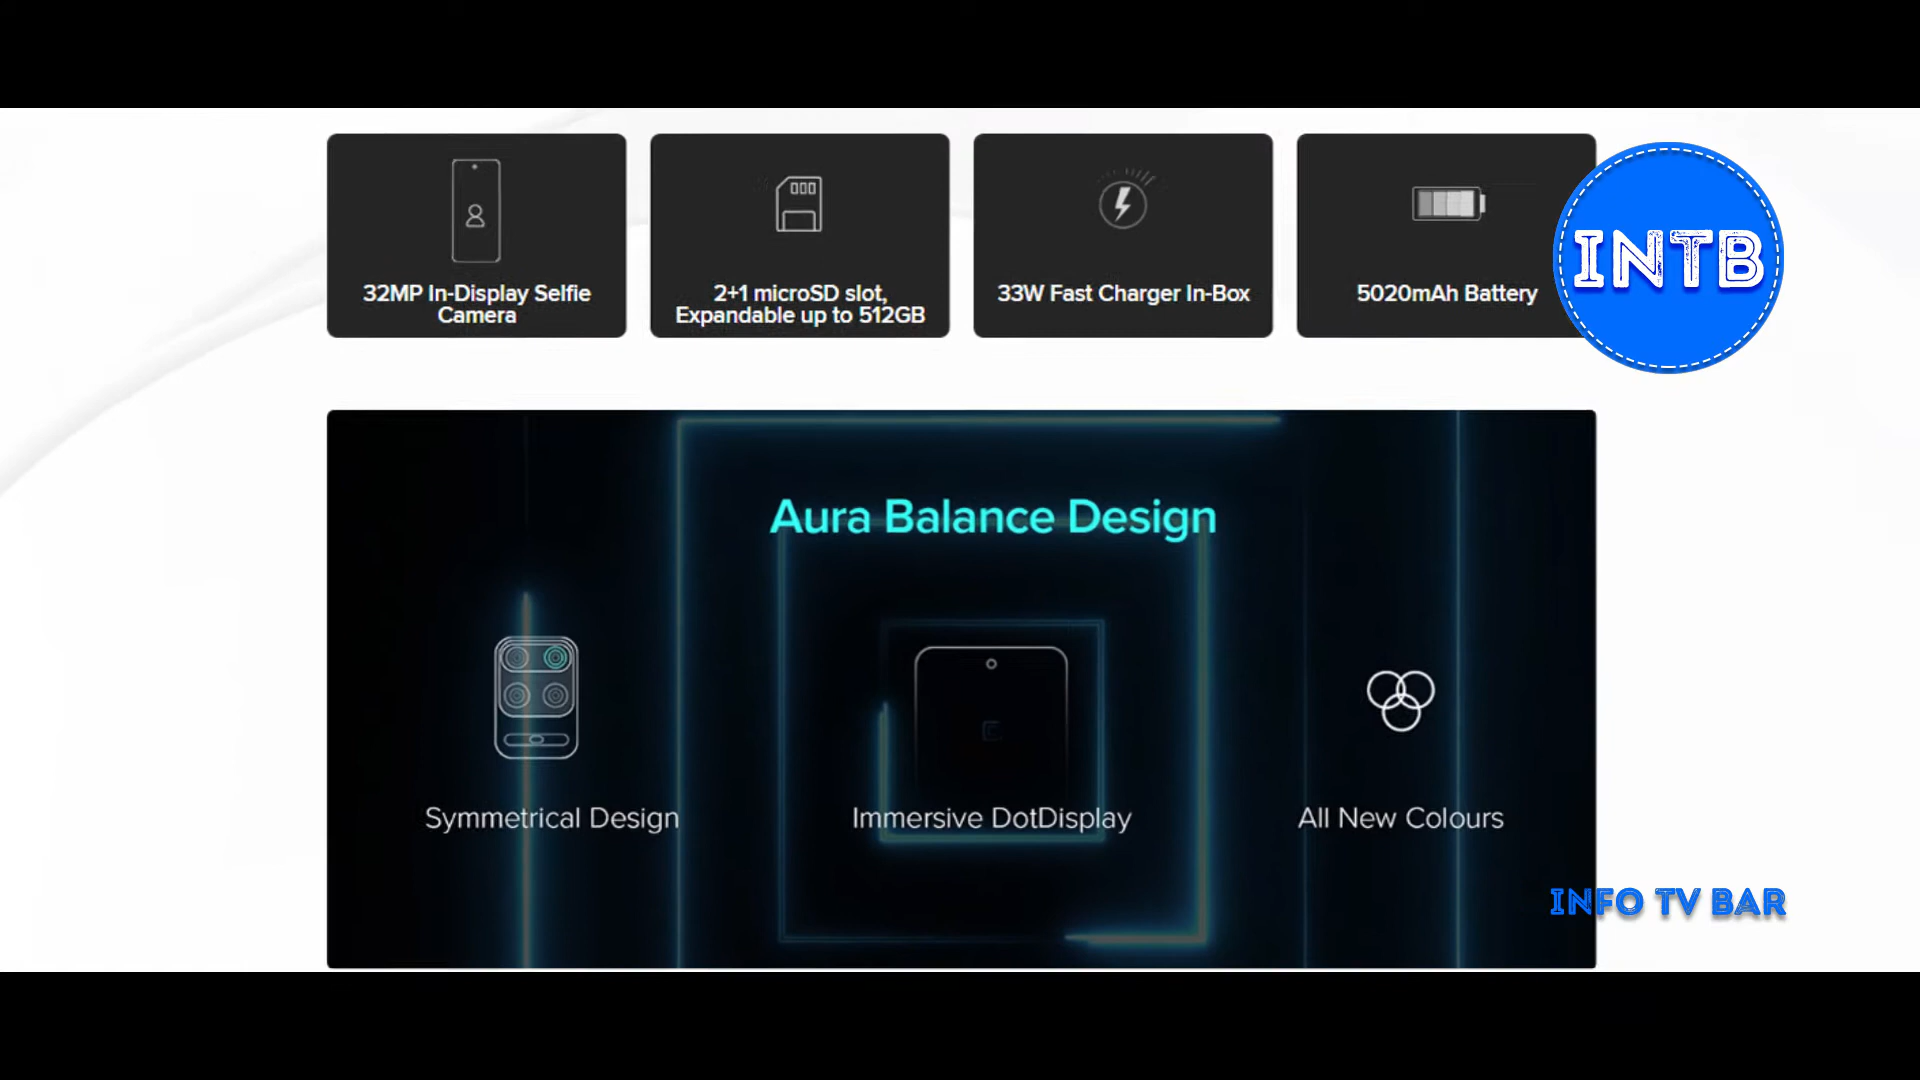 32MP In-Display Selfie
Camera
2+1 microSD slot,
Expandable up to 512GB
33W Fast Charger In-Box
5020mAh Battery
INTB
Aura Balance Design
Symmetrical Design
Immersive DotDisplay
All New Colours
INFO TV BAR